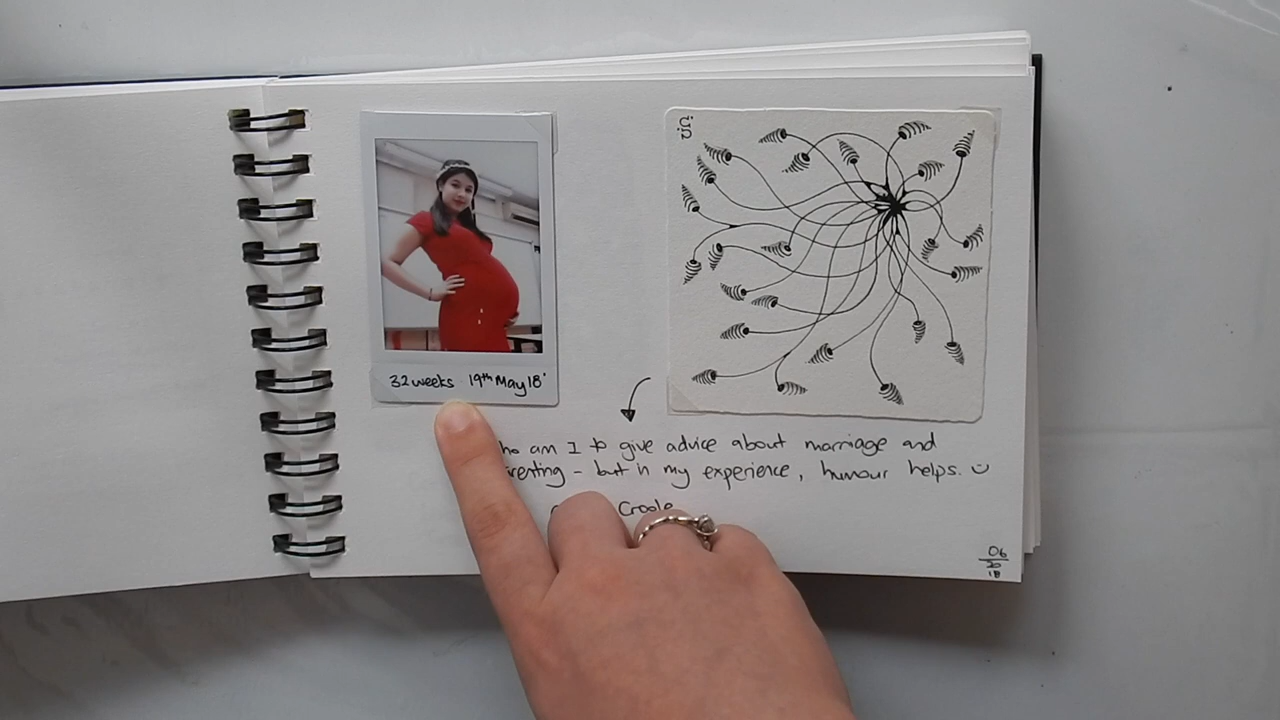 32 weeks 19th May 18'
am I to give advice about marriage and
- but in my experience, humour helps.
Croole
06
20
18